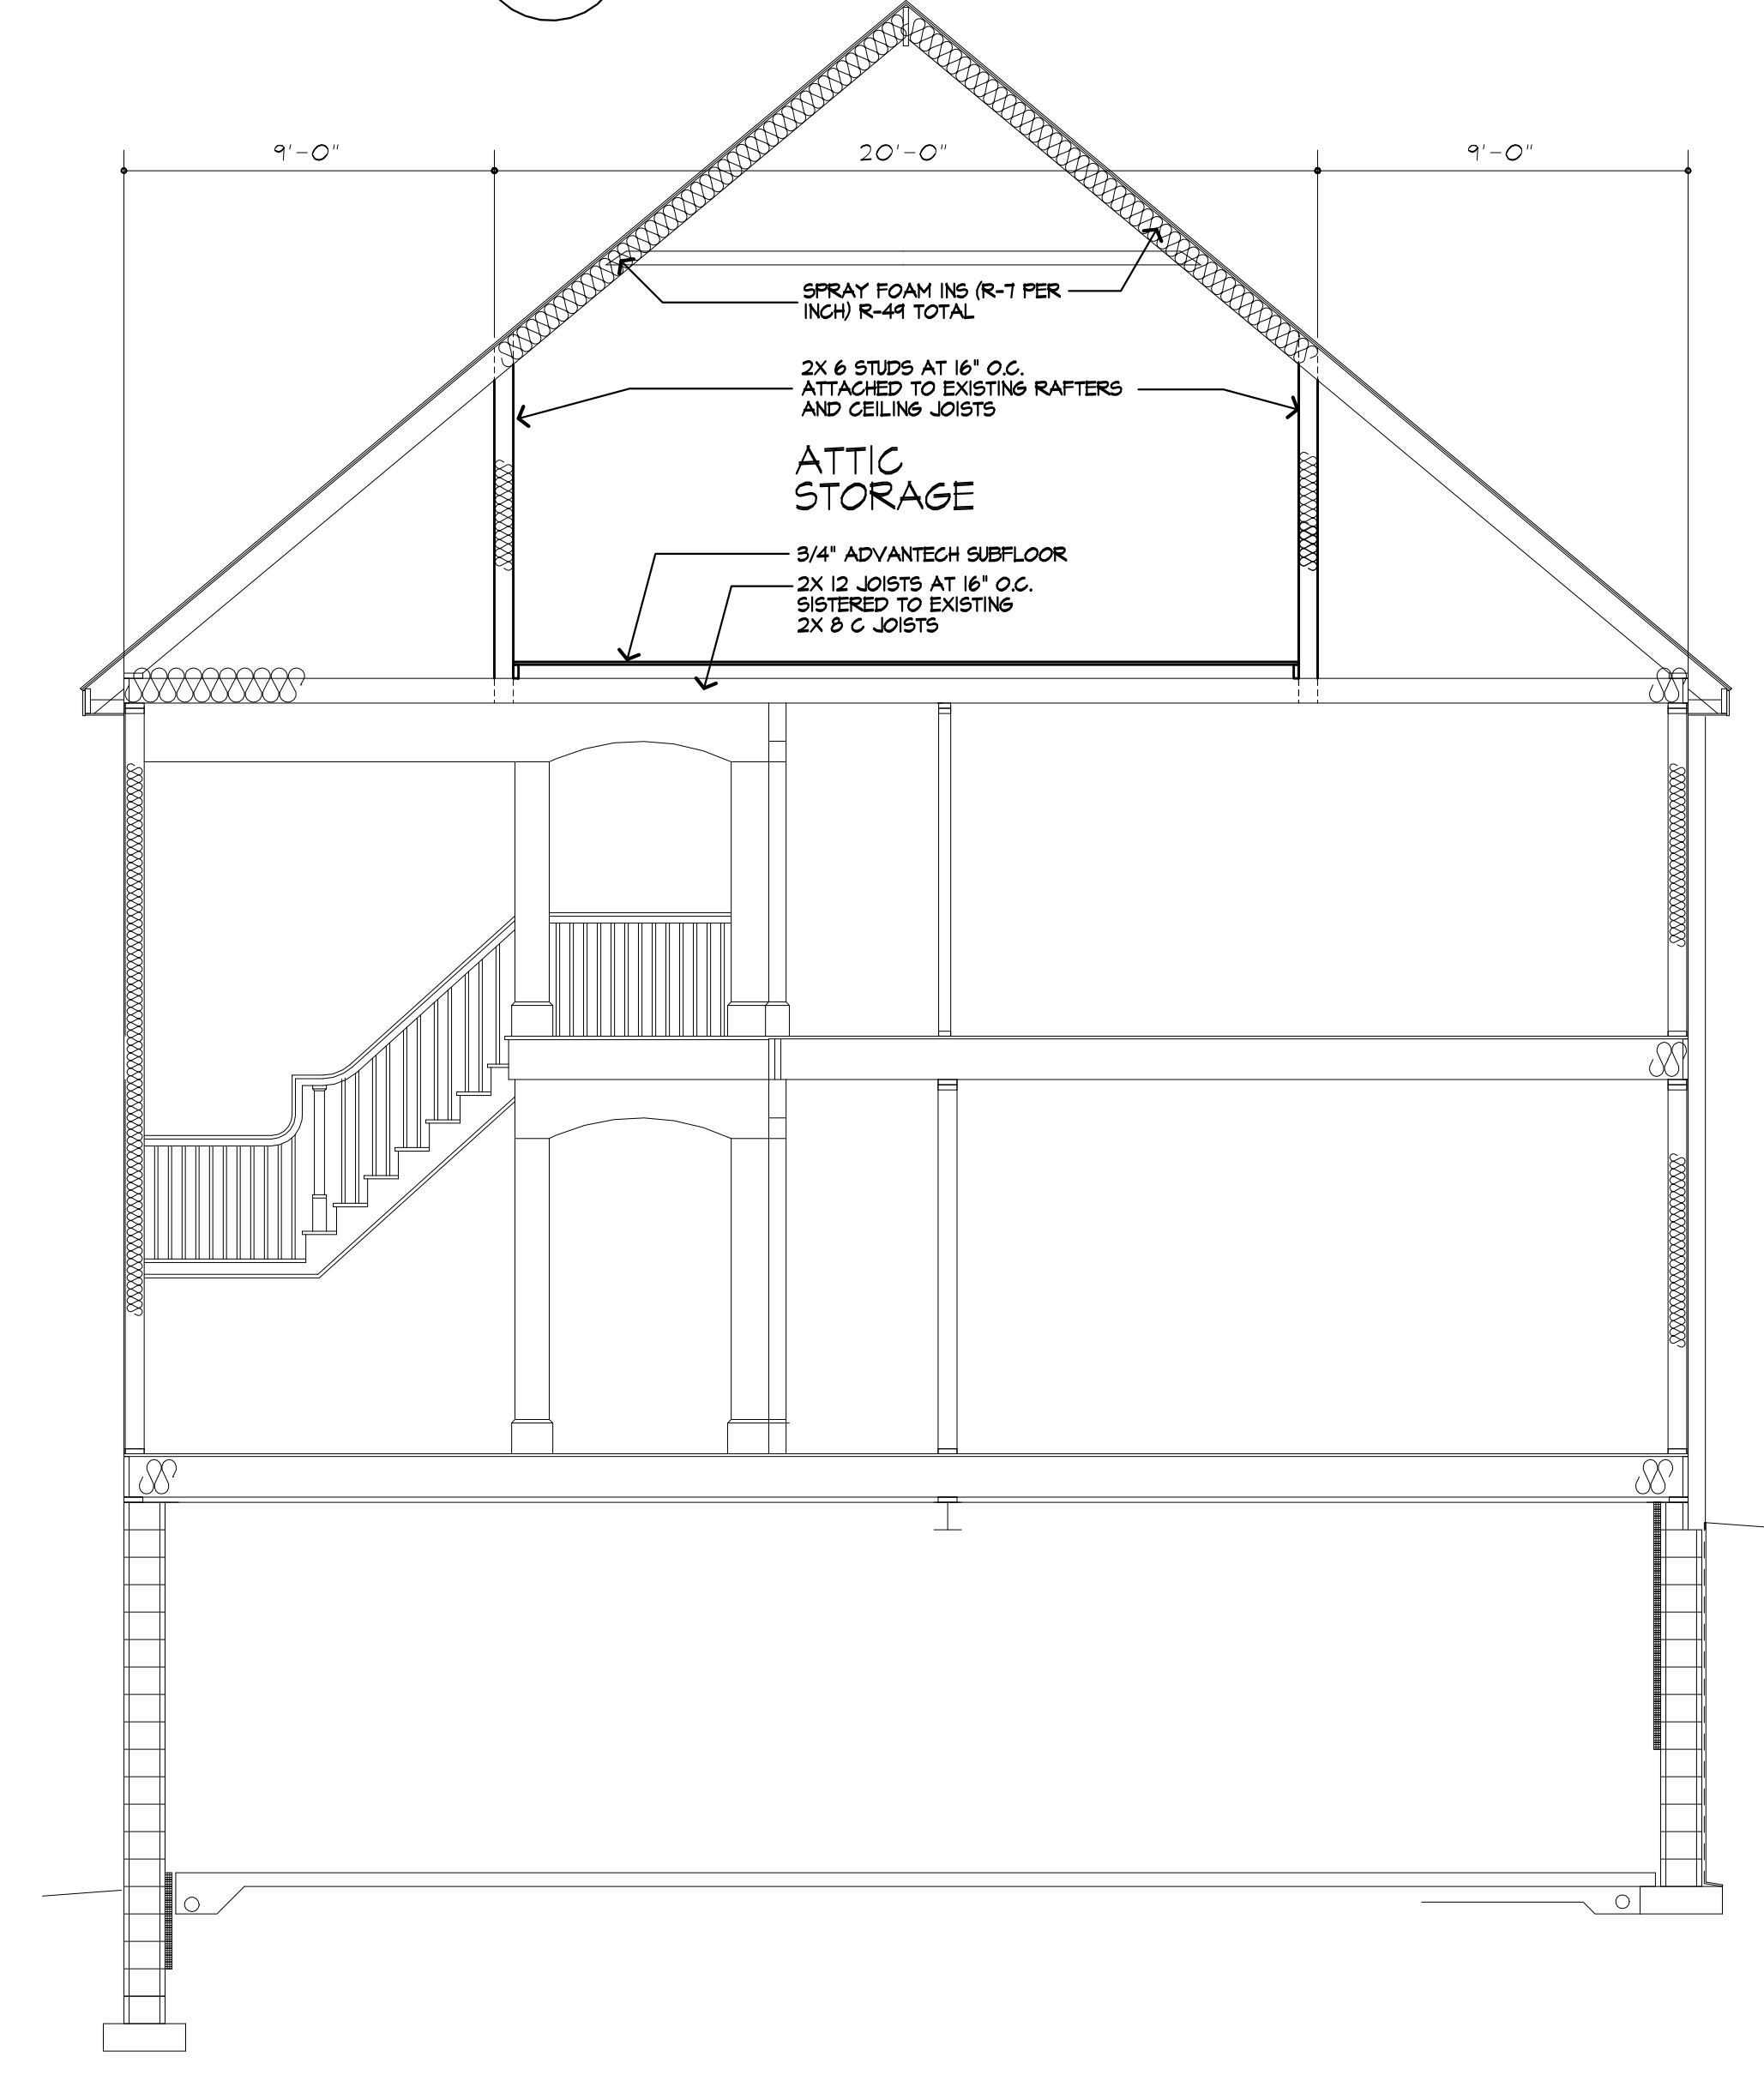 9'-0" 20'-0" 9'-0"
SPRAY FOAM INS (R-7 PER
INCH) R-49 TOTAL
2X 6 STUDS AT 16" O.C.
ATTACHED TO EXISTING RAFTERS
AND CEILING JOISTS
ATTIC
STORAGE
3/4" ADVANTECH SUBFLOOR
2X 12 JOISTS AT 16" O.C.
SISTERED TO EXISTING
2X 8 C JOISTS